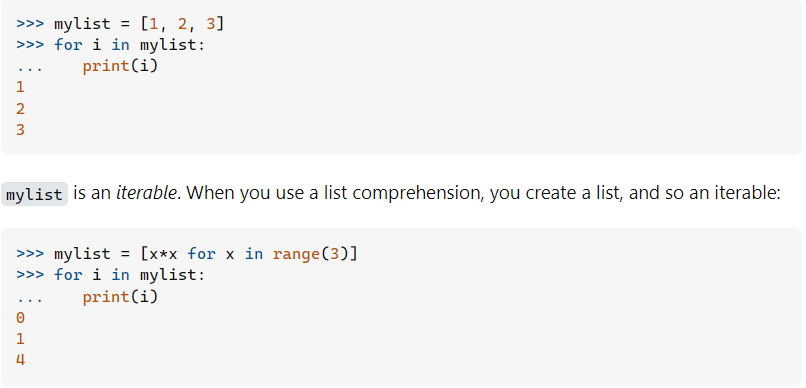 >>> mylist = [1, 2, 3]
>>> for i in mylist:
...    print(i)
1
2
3
mylist is an iterable. When you use a list comprehension, you create a list, and so an iterable:
>>> mylist = [x*x for x in range(3)]
>>> for i in mylist:
...    print(i)
0
1
4